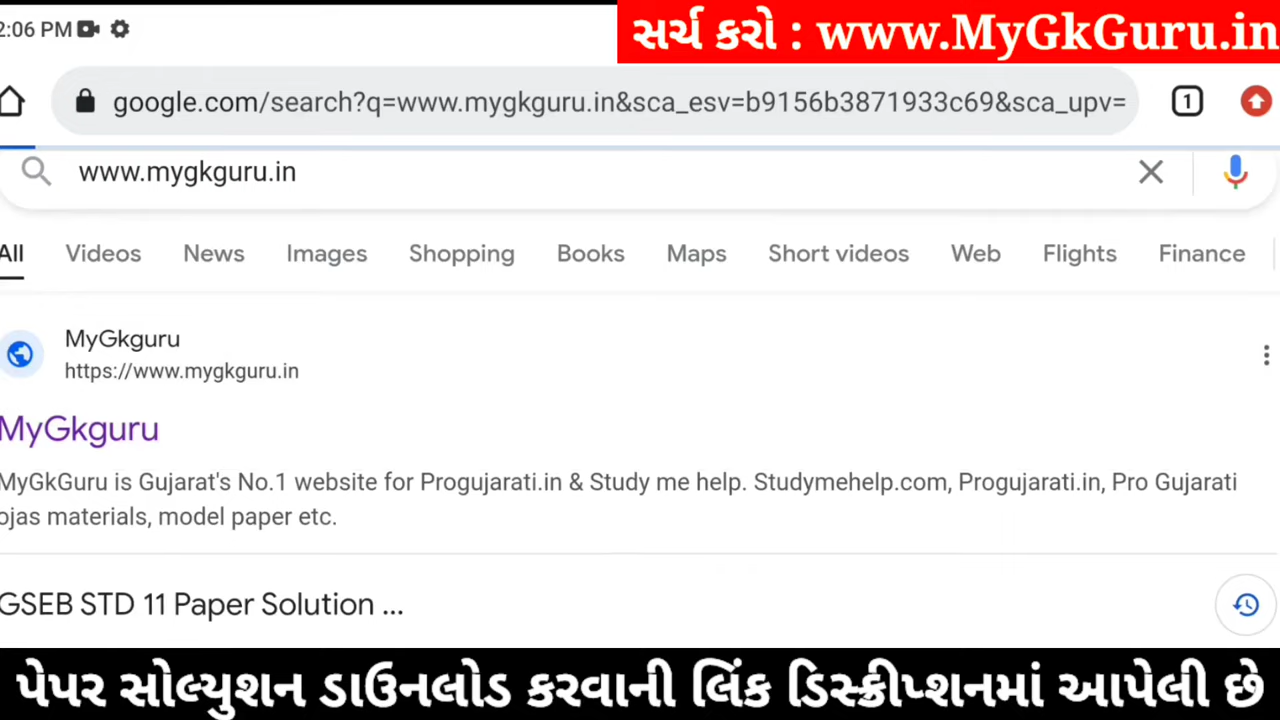 2:06 PM
સર્ચ કરો : www.MyGkGuru.in
google.com/search?q=www.mygkguru.in&sca_esv=b9156b3871933c69&sca_upv=
1
www.mygkguru.in
All Videos News Images Shopping Books Maps Short videos Web Flights Finance
MyGkguru
https://www.mygkguru.in
MyGkguru
MyGkGuru is Gujarat's No.1 website for Progujarati.in & Study me help. Studymehelp.com, Progujarati.in, Pro Gujarati
ojas materials, model paper etc.
GSEB STD 11 Paper Solution ...
પેપર સોલ્યુશન ડાઉનલોડ કરવાની લિંક ડિસ્ક્રીપ્શનમાં આપેલી છે